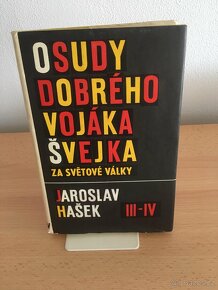 OSUDY
DOBRÉHO
VOJÁKA
ŠVEJKA
ZA SVĚTOVÉ VÁLKY
JAROSLAV
HAŠEK III-IV